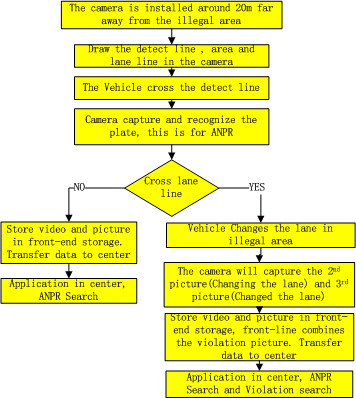 The camera is installed around 20m far
away from the illegal area
Draw the detect line , area and
lane line in the camera
The Vehicle cross the detect line
Camera capture and recognize the
plate, this is for ANPR
Cross lane
line
NO
YES
Store video and picture
in front-end storage.
Transfer data to center
Application in center,
ANPR Search
Vehicle Changes the lane in
illegal area
The camera will capture the 2nd
picture(Changing the lane) and 3rd
picture(Changed the lane)
Store video and picture in front-
end storage, front-line combines
the violation picture. Transfer
data to center
Application in center, ANPR
Search and Violation search